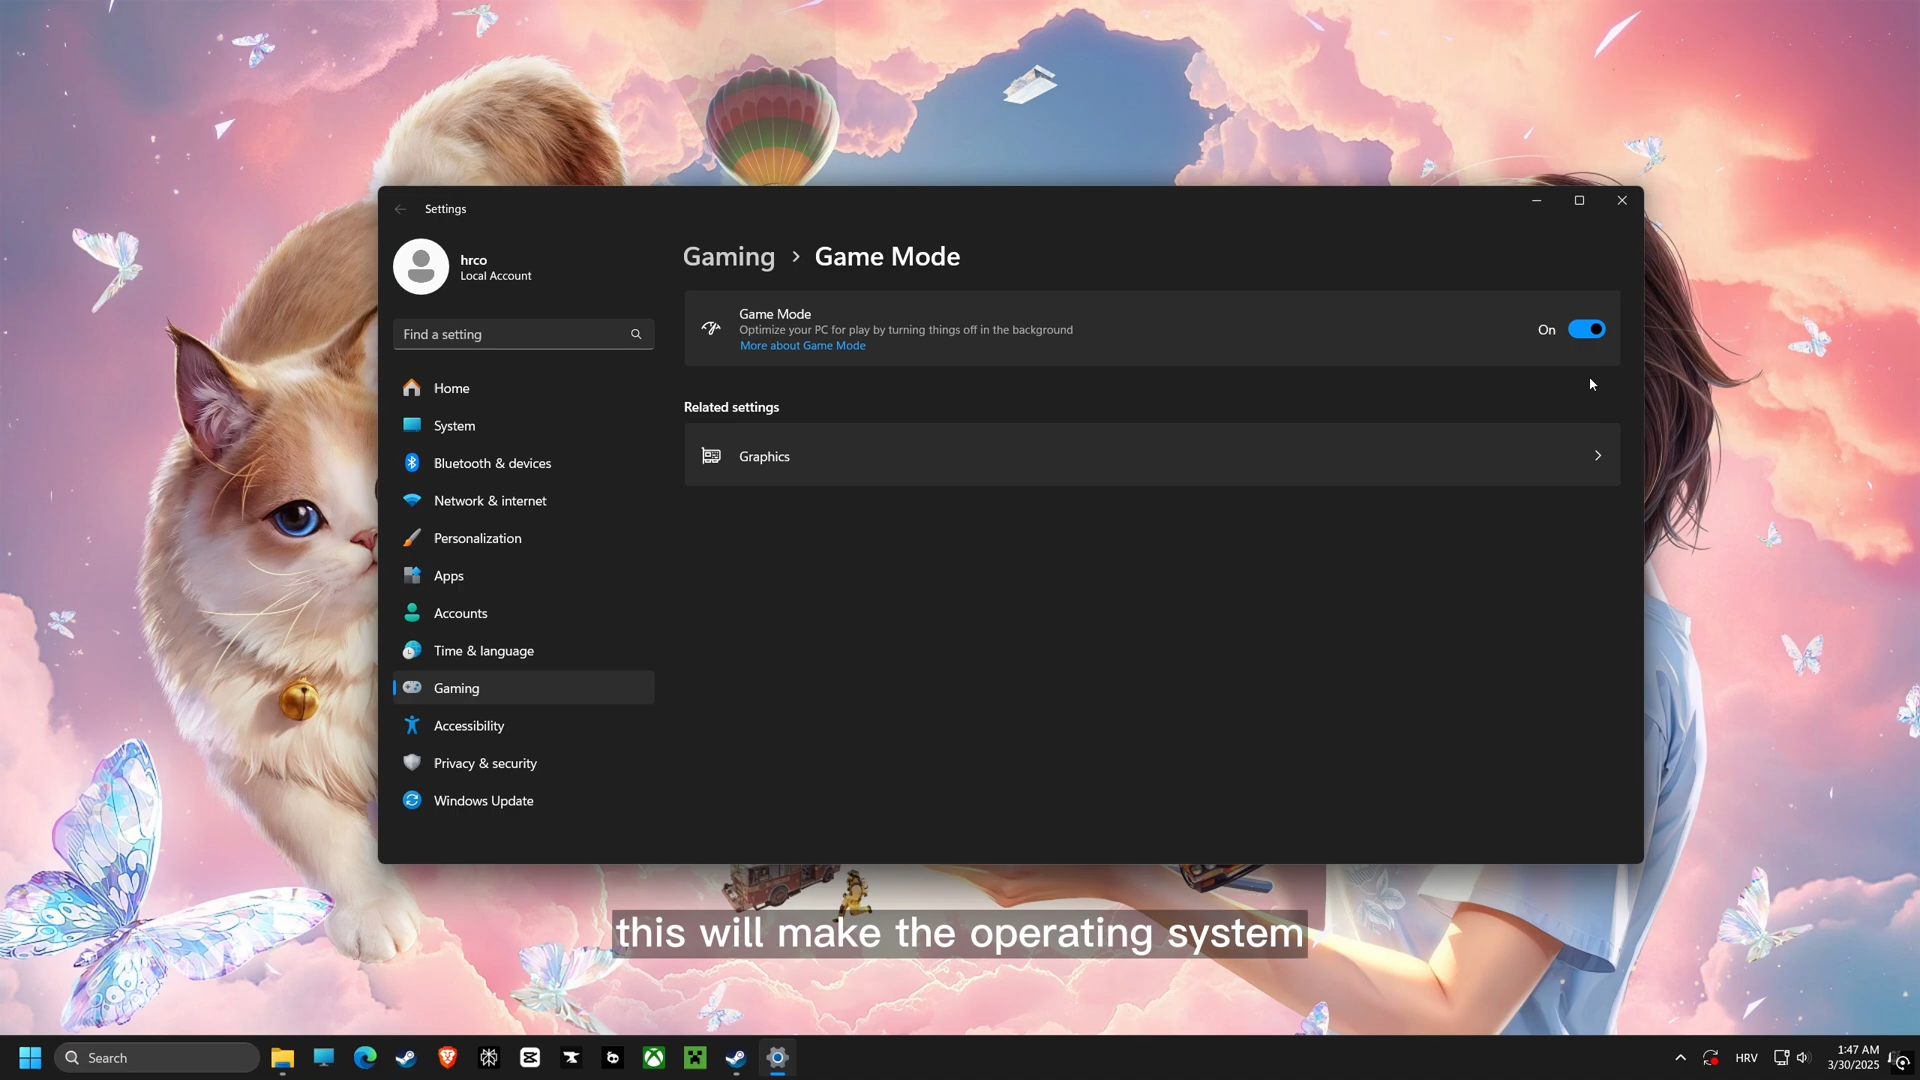 Settings
hrco
Local Account
Find a setting
Home
System
Bluetooth & devices
Network & internet
Personalization
Apps
Accounts
Time & language
Gaming
Accessibility
Privacy & security
Windows Update
Gaming > Game Mode
Game Mode
Optimize your PC for play by turning things off in the background
More about Game Mode
On
Related settings
Graphics
this will make the operating system
Search
HRV
1:47 AM
3/30/2025